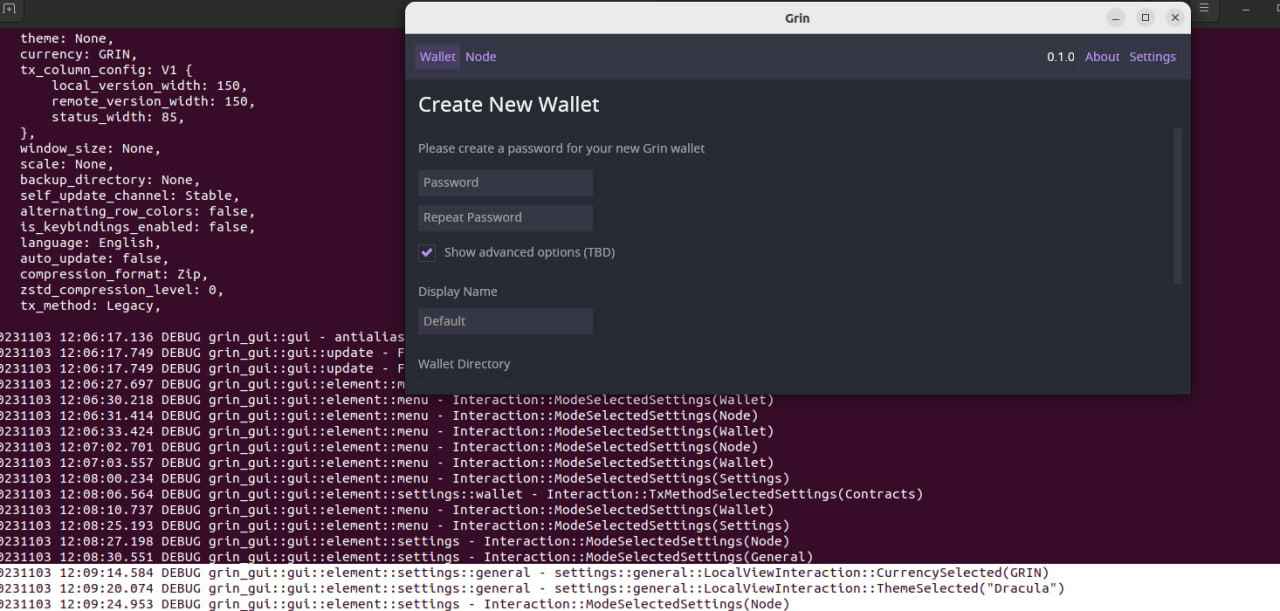 Grin
Wallet Node
0.1.0 About Settings
Create New Wallet
Please create a password for your new Grin wallet
Password
Repeat Password
Show advanced options (TBD)
Display Name
Default
Wallet Directory
theme: None,
currency: GRIN,
tx_column_config: V1 {
local_version_width: 150,
remote_version_width: 150,
status_width: 85,
},
window_size: None,
scale: None,
backup_directory: None,
self_update_channel: Stable,
alternating_row_colors: false,
is_keybindings_enabled: false,
language: English,
auto_update: false,
compression_format: Zip,
zstd_compression_level: 0,
tx_method: Legacy,
0231103 12:06:17.136 DEBUG grin_gui::gui - antialias
0231103 12:06:17.749 DEBUG grin_gui::gui::update - F
0231103 12:06:17.749 DEBUG grin_gui::gui::update - F
0231103 12:06:27.697 DEBUG grin_gui::gui::element::m
0231103 12:06:30.218 DEBUG grin_gui::gui::element::menu - Interaction::ModeSelectedSettings(Wallet)
0231103 12:06:31.414 DEBUG grin_gui::gui::element::menu - Interaction::ModeSelectedSettings(Node)
0231103 12:06:33.424 DEBUG grin_gui::gui::element::menu - Interaction::ModeSelectedSettings(Wallet)
0231103 12:07:02.701 DEBUG grin_gui::gui::element::menu - Interaction::ModeSelectedSettings(Node)
0231103 12:07:03.557 DEBUG grin_gui::gui::element::menu - Interaction::ModeSelectedSettings(Wallet)
0231103 12:08:00.234 DEBUG grin_gui::gui::element::menu - Interaction::ModeSelectedSettings(Settings)
0231103 12:08:06.564 DEBUG grin_gui::gui::element::settings::wallet - Interaction::TxMethodSelectedSettings(Contracts)
0231103 12:08:10.737 DEBUG grin_gui::gui::element::menu - Interaction::ModeSelectedSettings(Wallet)
0231103 12:08:25.193 DEBUG grin_gui::gui::element::menu - Interaction::ModeSelectedSettings(Settings)
0231103 12:08:27.198 DEBUG grin_gui::gui::element::settings - Interaction::ModeSelectedSettings(Node)
0231103 12:08:30.551 DEBUG grin_gui::gui::element::settings - Interaction::ModeSelectedSettings(General)
0231103 12:09:14.584 DEBUG grin_gui::gui::element::settings::general - settings::general::LocalViewInteraction::CurrencySelected(GRIN)
0231103 12:09:20.074 DEBUG grin_gui::gui::element::settings::general - settings::general::LocalViewInteraction::ThemeSelected("Dracula")
0231103 12:09:24.953 DEBUG grin_gui::gui::element::settings - Interaction::ModeSelectedSettings(Node)